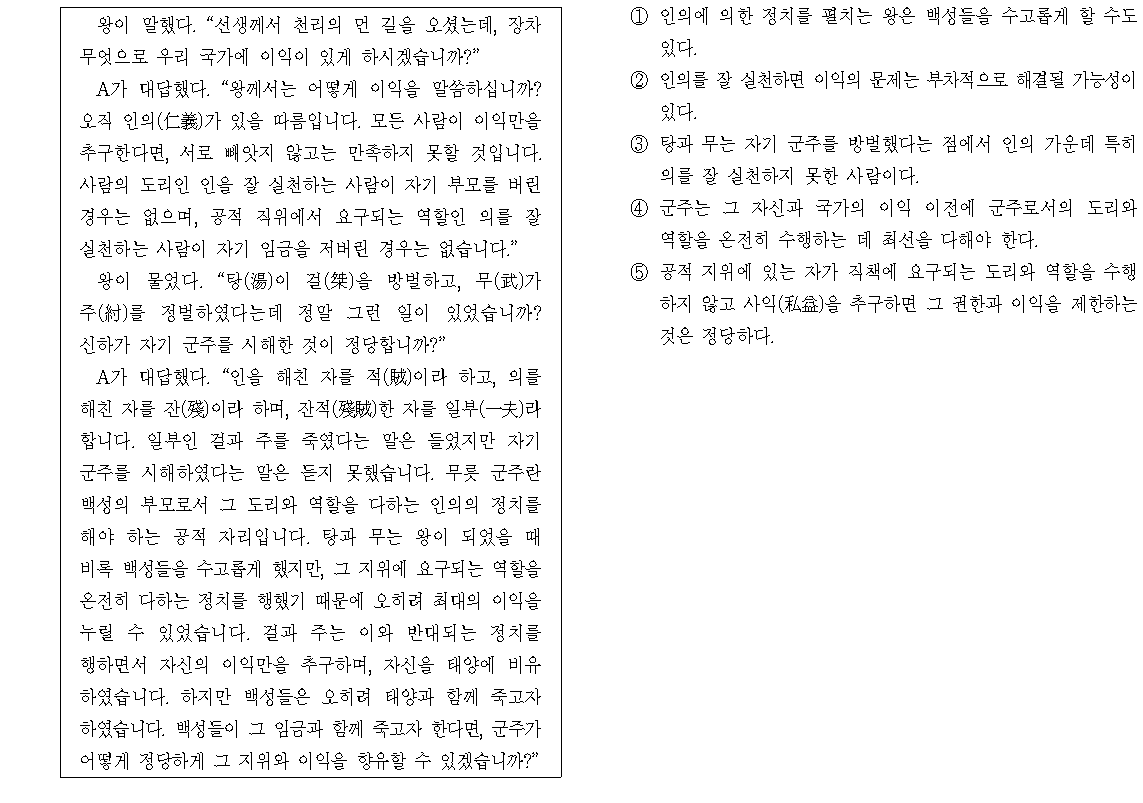 왕이 말했다. “선생께서 천리의 먼 길을 오셨는데, 장차
무엇으로 우리 국가에 이익이 있게 하시겠습니까?”
A가 대답했다. “왕께서는 어떻게 이익을 말씀하십니까?
오직 인의(仁義)가 있을 따름입니다. 모든 사람이 이익만을
추구한다면, 서로 빼앗지 않고는 만족하지 못할 것입니다.
사람의 도리인 인을 잘 실천하는 사람이 자기 부모를 버린
경우는 없으며, 공적 직위에서 요구되는 역할인 의를 잘
실천하는 사람이 자기 임금을 저버린 경우는 없습니다.”
왕이 물었다. “탕(湯)이 걸(桀)을 방벌하고, 무(武)가
주(紂)를 정벌하였다는데 정말 그런 일이 있었습니까?
신하가 자기 군주를 시해한 것이 정당합니까?”
A가 대답했다. “인을 해친 자를 적(賊)이라 하고, 의를
해친 자를 잔(殘)이라 하며, 잔적(殘賊)한 자를 일부(一夫)라
합니다. 일부인 걸과 주를 죽였다는 말은 들었지만 자기
군주를 시해하였다는 말은 듣지 못했습니다. 무릇 군주란
백성의 부모로서 그 도리와 역할을 다하는 인의의 정치를
해야 하는 공적 자리입니다. 탕과 무는 왕이 되었을 때
비록 백성들을 수고롭게 했지만, 그 지위에 요구되는 역할을
온전히 다하는 정치를 행했기 때문에 오히려 최대의 이익을
누릴 수 있었습니다. 걸과 주는 이와 반대되는 정치를
행하면서 자신의 이익만을 추구하며, 자신을 태양에 비유
하였습니다. 하지만 백성들은 오히려 태양과 함께 죽고자
하였습니다. 백성들이 그 임금과 함께 죽고자 한다면, 군주가
어떻게 정당하게 그 지위와 이익을 향유할 수 있겠습니까?”
① 인의에 의한 정치를 펼치는 왕은 백성들을 수고롭게 할 수도
있다.
② 인의를 잘 실천하면 이익의 문제는 부차적으로 해결될 가능성이
있다.
③ 탕과 무는 자기 군주를 방벌했다는 점에서 인의 가운데 특히
의를 잘 실천하지 못한 사람이다.
④ 군주는 그 자신과 국가의 이익 이전에 군주로서의 도리와
역할을 온전히 수행하는 데 최선을 다해야 한다.
⑤ 공적 지위에 있는 자가 직책에 요구되는 도리와 역할을 수행
하지 않고 사익(私益)을 추구하면 그 권한과 이익을 제한하는
것은 정당하다.